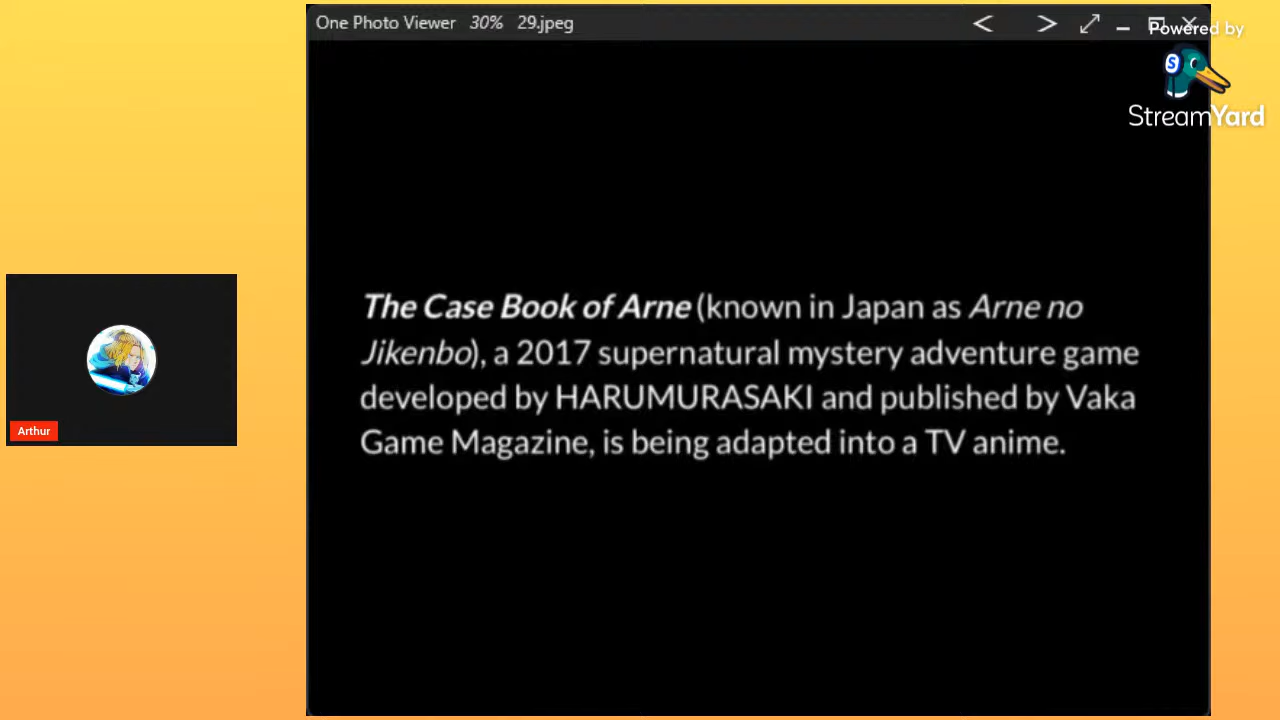 One Photo Viewer 30% 29.jpeg
Powered by
StreamYard
The Case Book of Arne (known in Japan as Arne no
Jikenbo), a 2017 supernatural mystery adventure game
developed by HARUMURASAKI and published by Vaka
Game Magazine, is being adapted into a TV anime.
Arthur